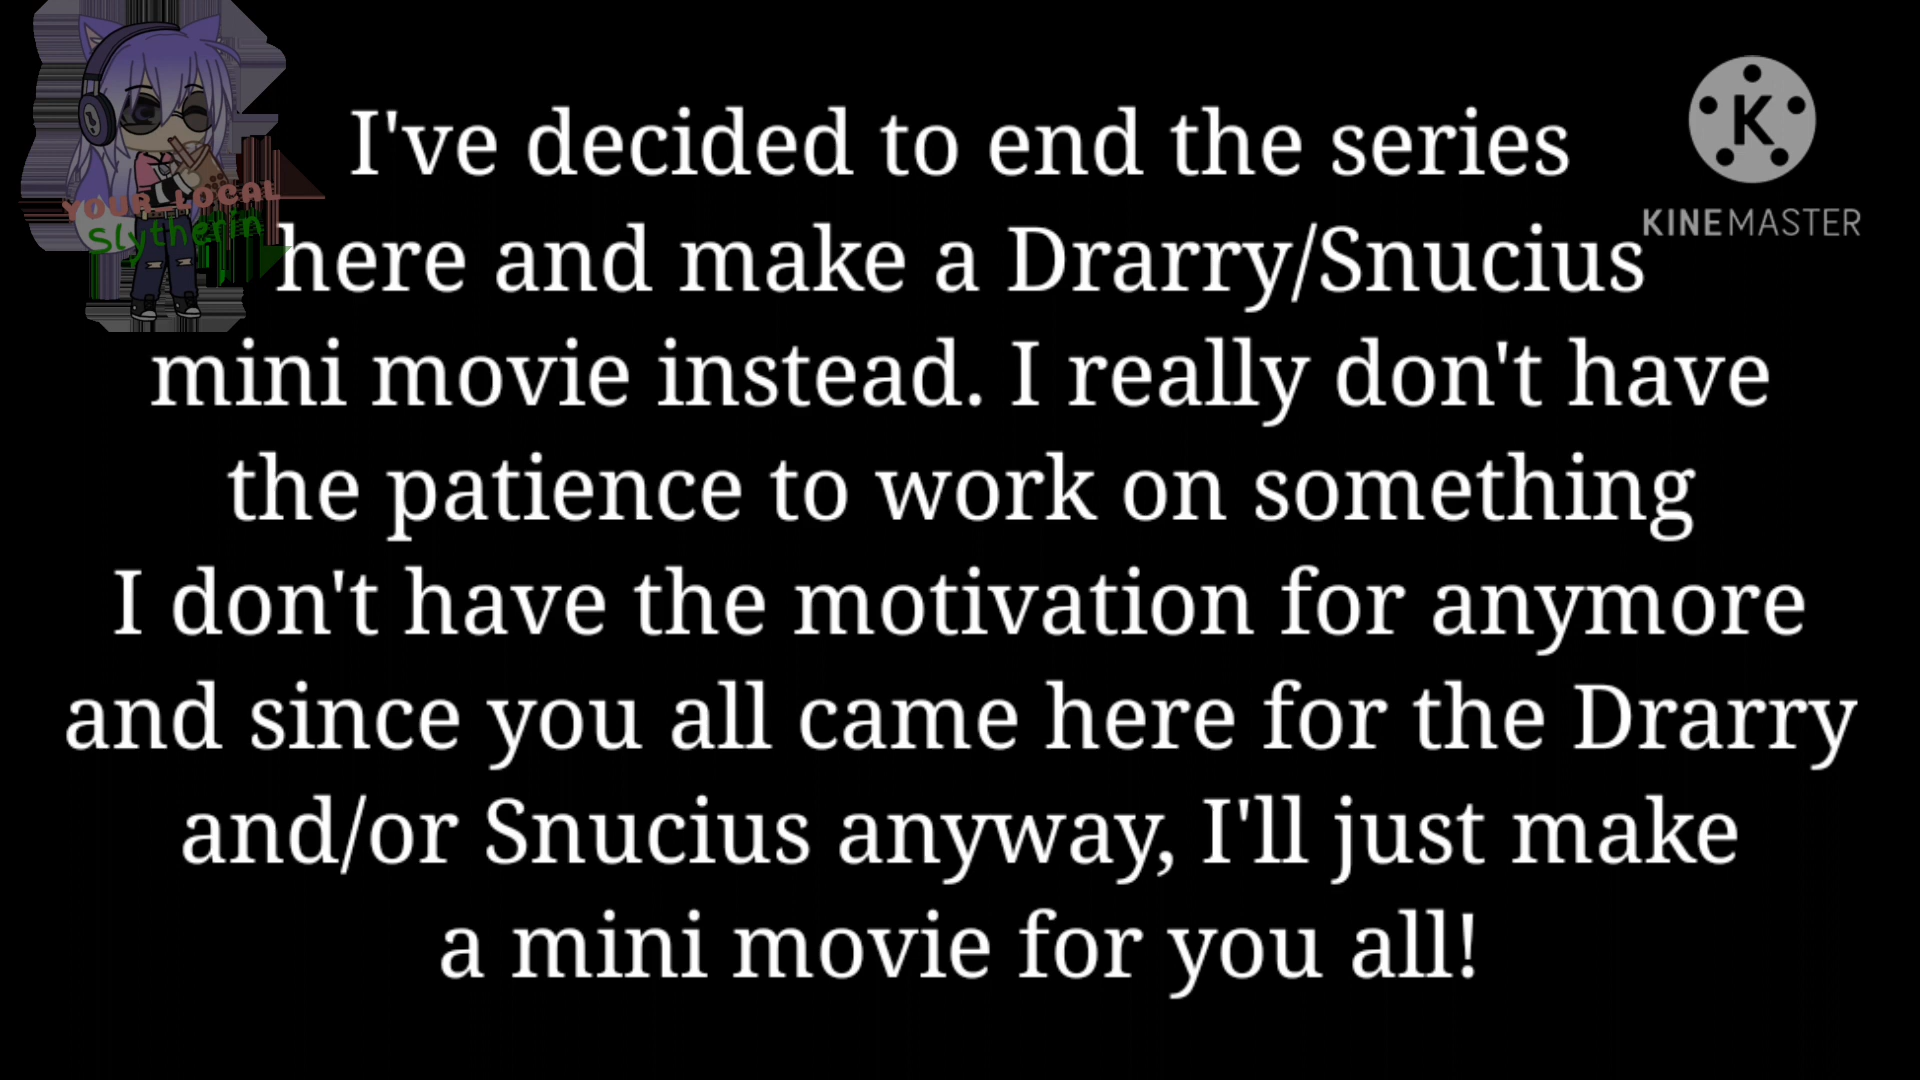 YOUR_LOCAL
Slytherin
K
KINEMASTER
I've decided to end the series
here and make a Drarry/Snucius
mini movie instead. I really don't have
the patience to work on something
I don't have the motivation for anymore
and since you all came here for the Drarry
and/or Snucius anyway, I'll just make
a mini movie for you all!